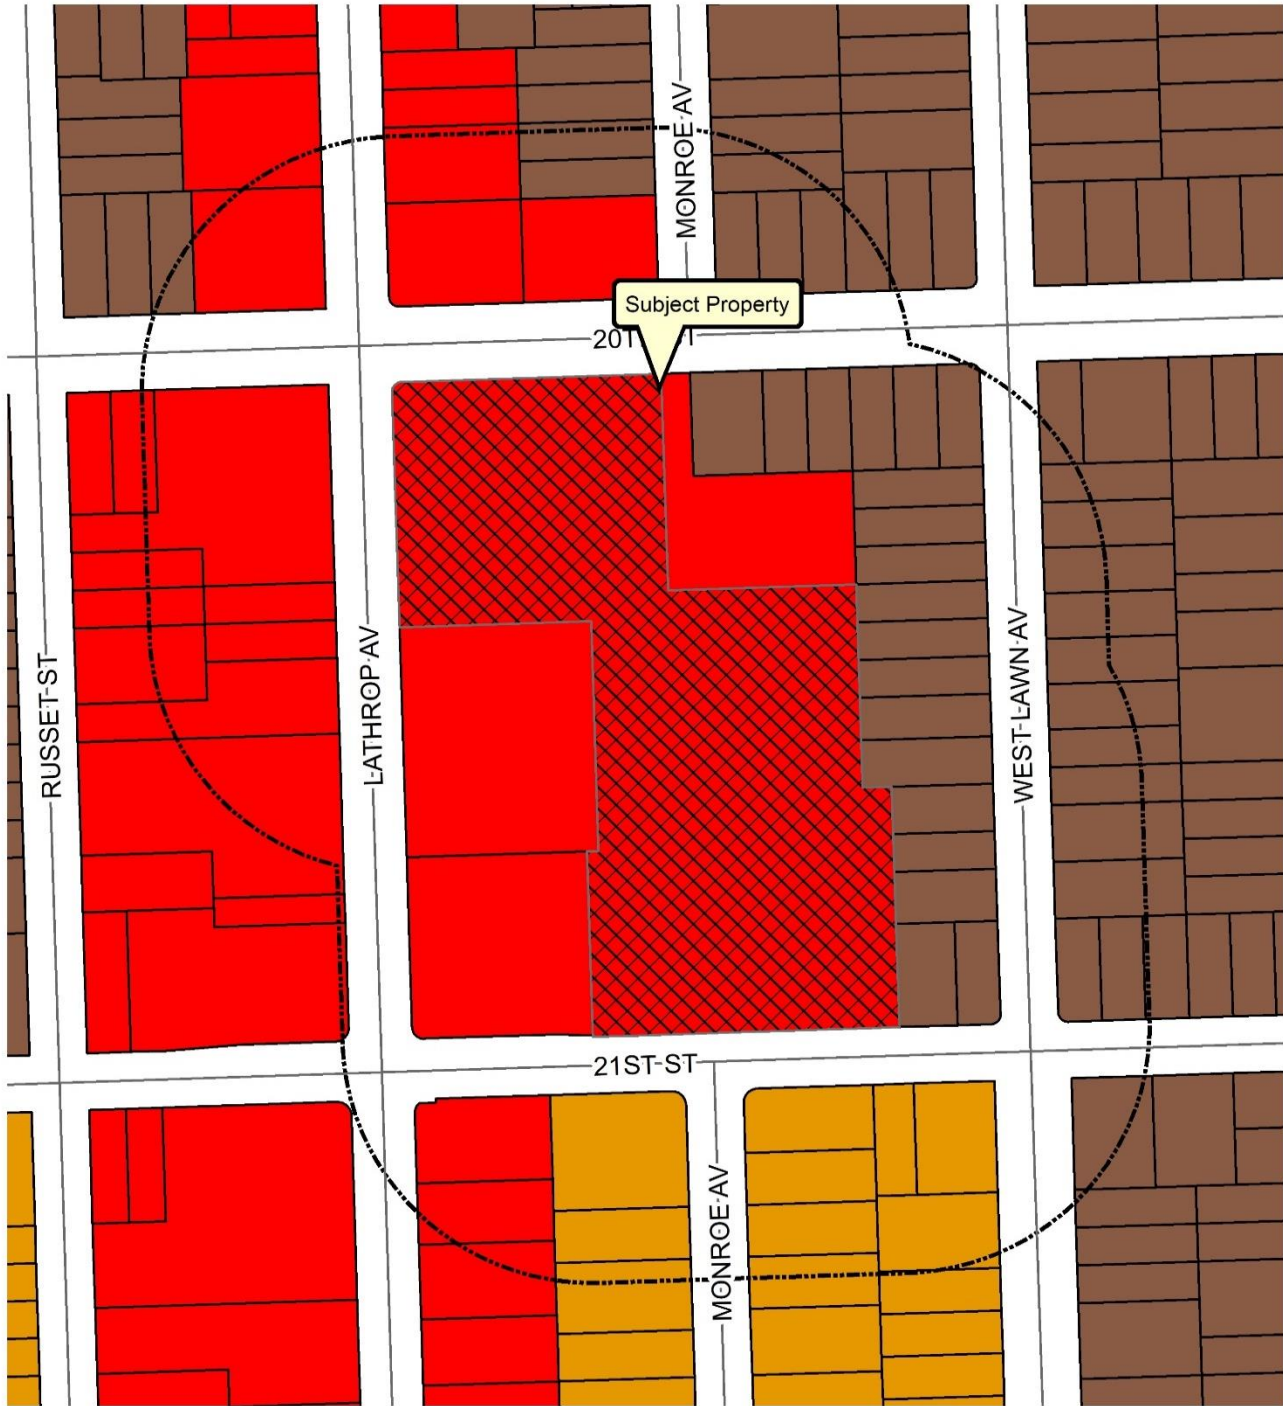 MONROE AV
Subject Property
RUSSET ST
LATHROP AV
WEST LAWN AV
21ST ST
MONROE AV